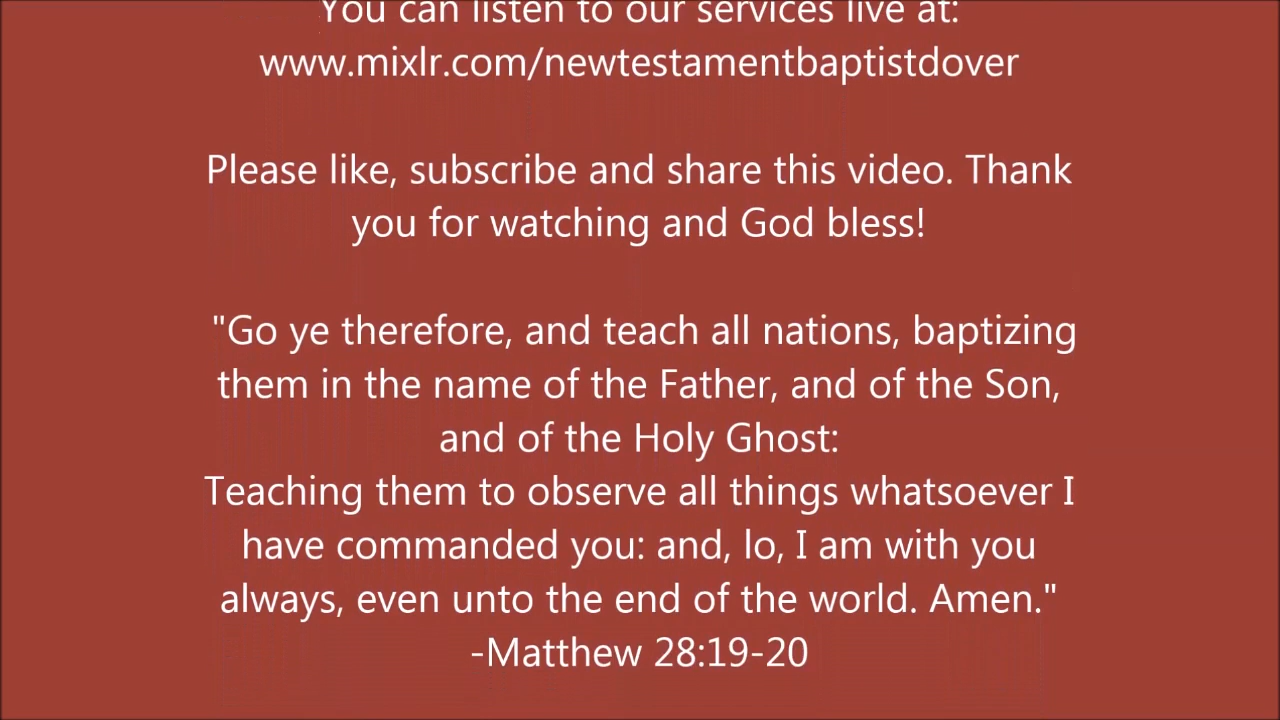 You can listen to our services live at:
www.mixlr.com/newtestamentbaptistdover
Please like, subscribe and share this video. Thank
you for watching and God bless!
"Go ye therefore, and teach all nations, baptizing
them in the name of the Father, and of the Son,
and of the Holy Ghost:
Teaching them to observe all things whatsoever I
have commanded you: and, lo, I am with you
always, even unto the end of the world. Amen."
-Matthew 28:19-20